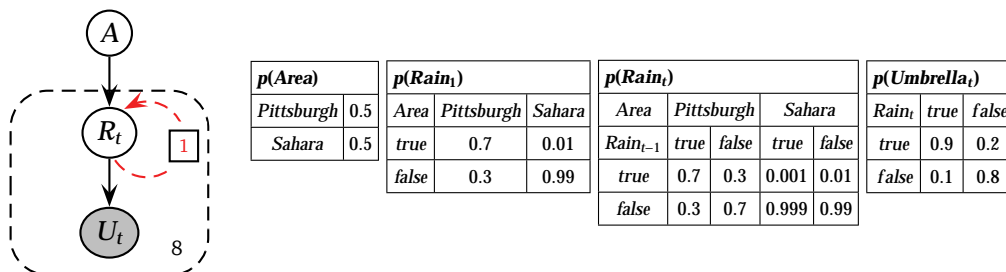 A
R_t
1
U_t
8
p(Area)
Pittsburgh 0.5
Sahara 0.5
p(Rain_1)
Area Pittsburgh Sahara
true 0.7 0.01
false 0.3 0.99
p(Rain_t)
Area Pittsburgh Sahara
Rain_{t-1} true false true false
true 0.7 0.3 0.001 0.01
false 0.3 0.7 0.999 0.99
p(Umbrella_t)
Rain_t true false
true 0.9 0.2
false 0.1 0.8